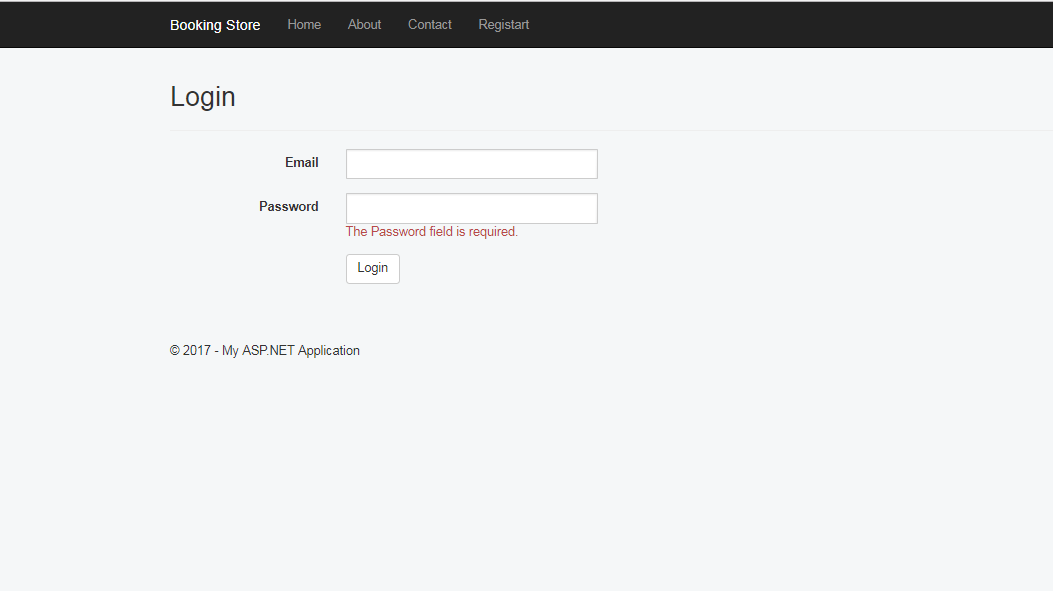 Booking Store Home About Contact Registart
Login
Email
Password
The Password field is required.
Login
© 2017 - My ASP.NET Application